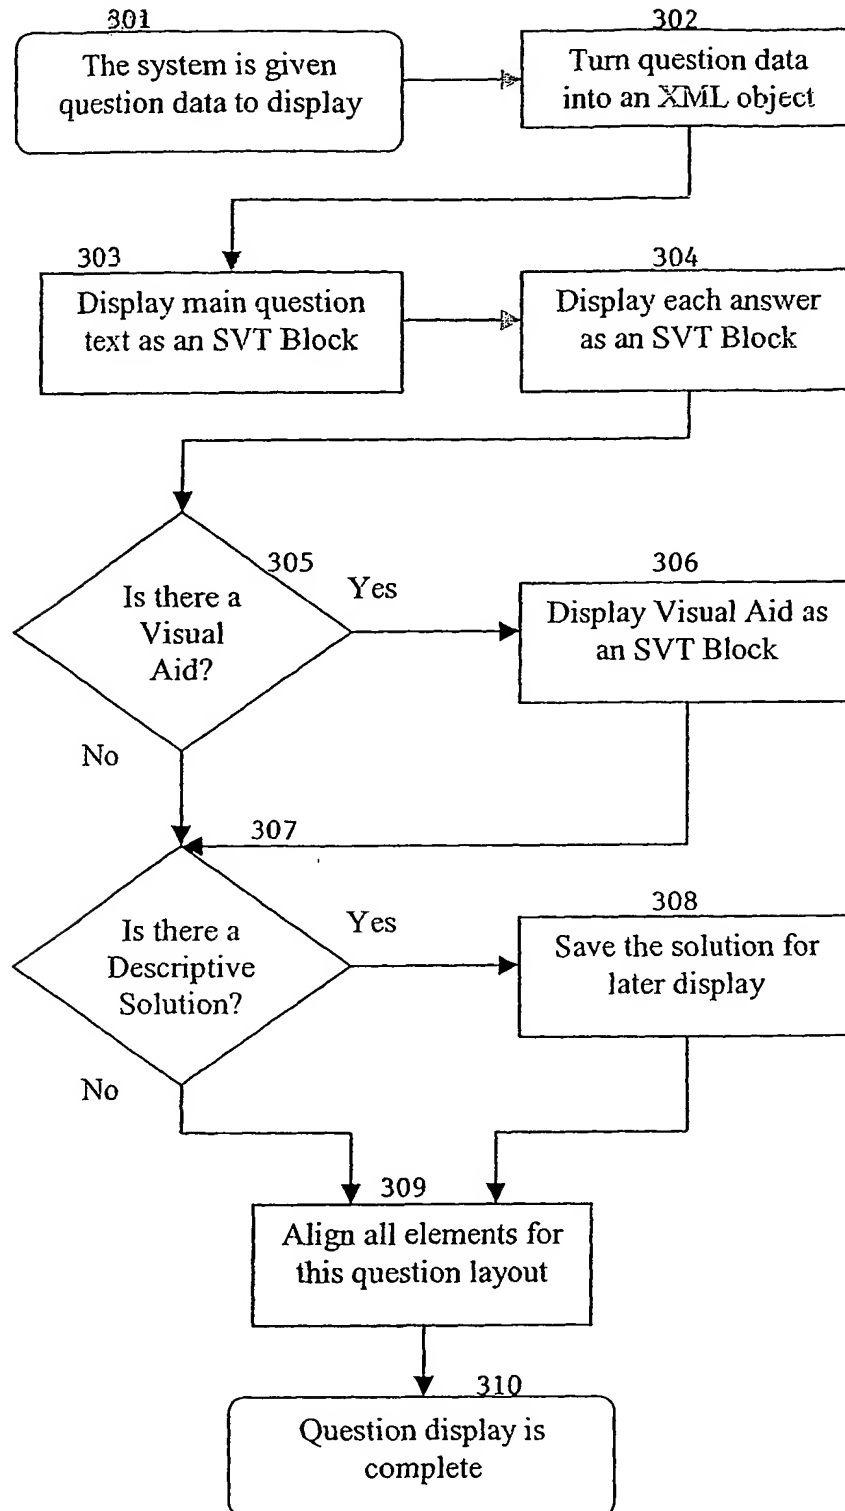 301
The system is given
question data to display
302
Turn question data
into an XML object
303
Display main question
text as an SVT Block
304
Display each answer
as an SVT Block
305
Is there a
Visual
Aid?
Yes
No
306
Display Visual Aid as
an SVT Block
307
Is there a
Descriptive
Solution?
Yes
No
308
Save the solution for
later display
309
Align all elements for
this question layout
310
Question display is
complete